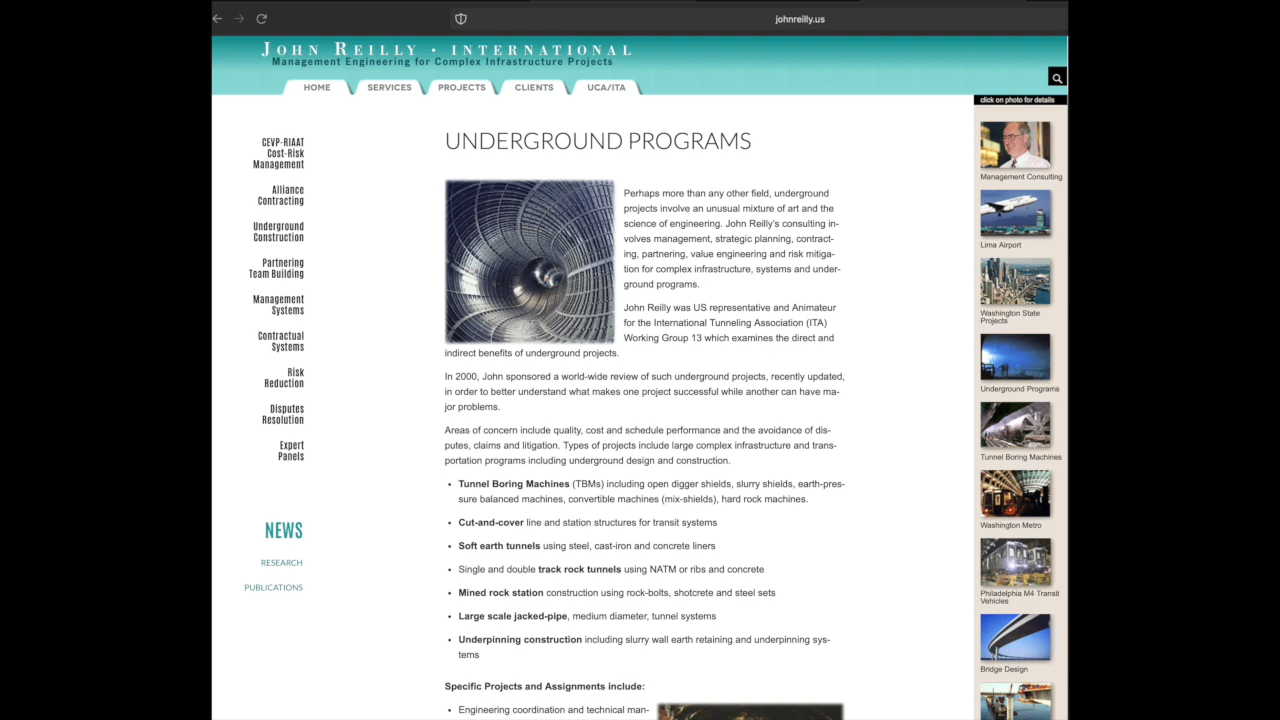 johnreilly.us
JOHN REILLY • INTERNATIONAL
Management Engineering for Complex Infrastructure Projects
HOME
SERVICES
PROJECTS
CLIENTS
UCA/ITA
CEVP-RIAAT
Cost-Risk
Management
Alliance
Contracting
Underground
Construction
Partnering
Team Building
Management
Systems
Contractual
Systems
Risk
Reduction
Disputes
Resolution
Expert
Panels
NEWS
RESEARCH
PUBLICATIONS
UNDERGROUND PROGRAMS
Perhaps more than any other field, underground
projects involve an unusual mixture of art and the
science of engineering. John Reilly's consulting in-
volves management, strategic planning, contract-
ing, partnering, value engineering and risk mitiga-
tion for complex infrastructure, systems and under-
ground programs.
John Reilly was US representative and Animateur
for the International Tunneling Association (ITA)
Working Group 13 which examines the direct and
indirect benefits of underground projects.
In 2000, John sponsored a world-wide review of such underground projects, recently updated,
in order to better understand what makes one project successful while another can have ma-
jor problems.
Areas of concern include quality, cost and schedule performance and the avoidance of dis-
putes, claims and litigation. Types of projects include large complex infrastructure and trans-
portation programs including underground design and construction.
• Tunnel Boring Machines (TBMs) including open digger shields, slurry shields, earth-pres-
sure balanced machines, convertible machines (mix-shields), hard rock machines.
• Cut-and-cover line and station structures for transit systems
• Soft earth tunnels using steel, cast-iron and concrete liners
• Single and double track rock tunnels using NATM or ribs and concrete
• Mined rock station construction using rock-bolts, shotcrete and steel sets
• Large scale jacked-pipe, medium diameter, tunnel systems
• Underpinning construction including slurry wall earth retaining and underpinning sys-
tems
Specific Projects and Assignments include:
• Engineering coordination and technical man-
click on photo for details
Management Consulting
Lima Airport
Washington State
Projects
Underground Programs
Tunnel Boring Machines
Washington Metro
Philadelphia M4 Transit
Vehicles
Bridge Design